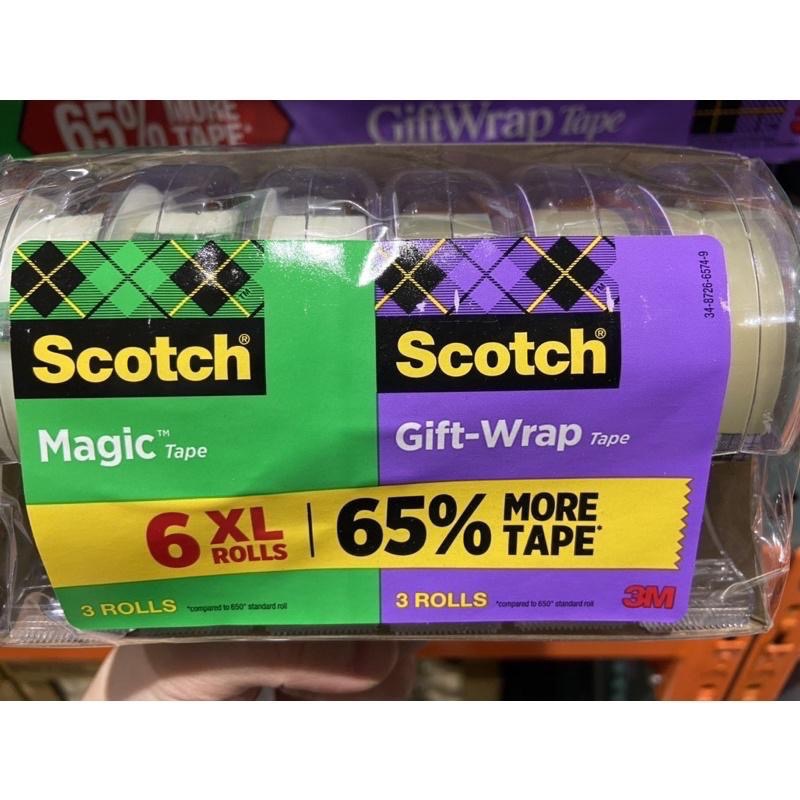 65% MORE
TAPE*
GiftWrap Tape
34-8726-6574-9
Scotch®
Magic™ Tape
Scotch®
Gift-Wrap Tape
6 XL
ROLLS
65% MORE
TAPE*
3 ROLLS *compared to 650" standard roll
3 ROLLS *compared to 650" standard roll
3M